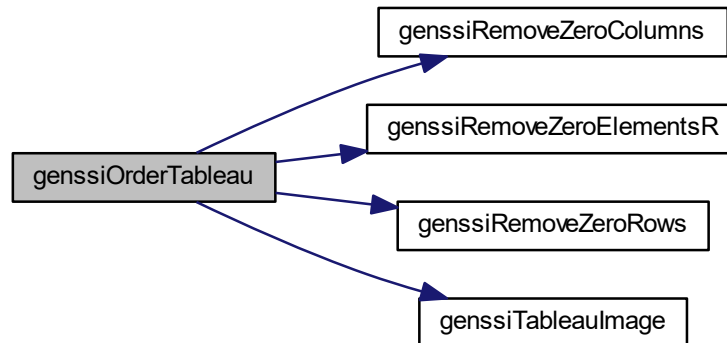 genssiRemoveZeroColumns
genssiRemoveZeroElementsR
genssiOrderTableau
genssiRemoveZeroRows
genssiTableauImage